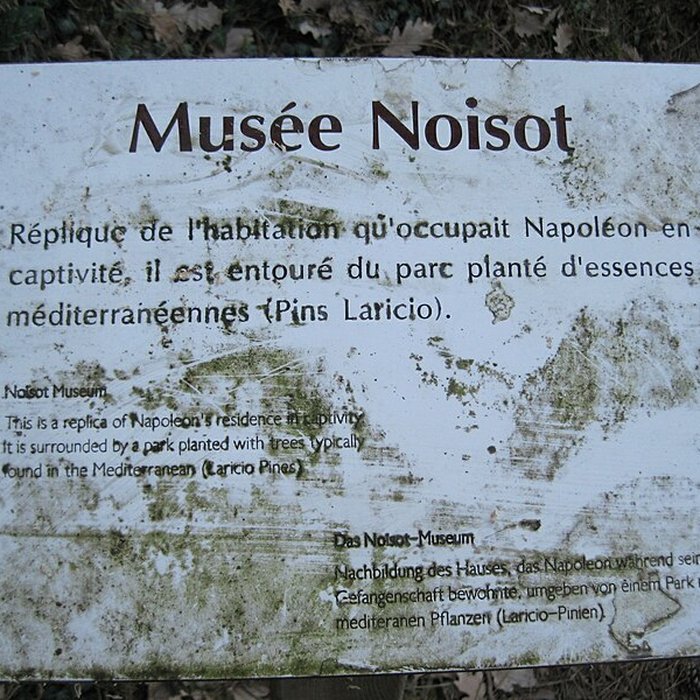 Musée Noisot
Réplique de l'habitation qu'occupait Napoléon en
captivité, il est entouré du parc planté d'essences
méditerranéennes (Pins Laricio).
Noisot Museum
This is a replica of Napoleon's residence in captivity
It is surrounded by a park planted with trees typically
found in the Mediterranean (Laricio Pines)
Das Noisot-Museum
Nachbildung des Hauses, das Napoleon während sein
Gefangenschaft bewohnte, umgeben von einem Park
mediteranen Pflanzen (Laricio-Pinien)